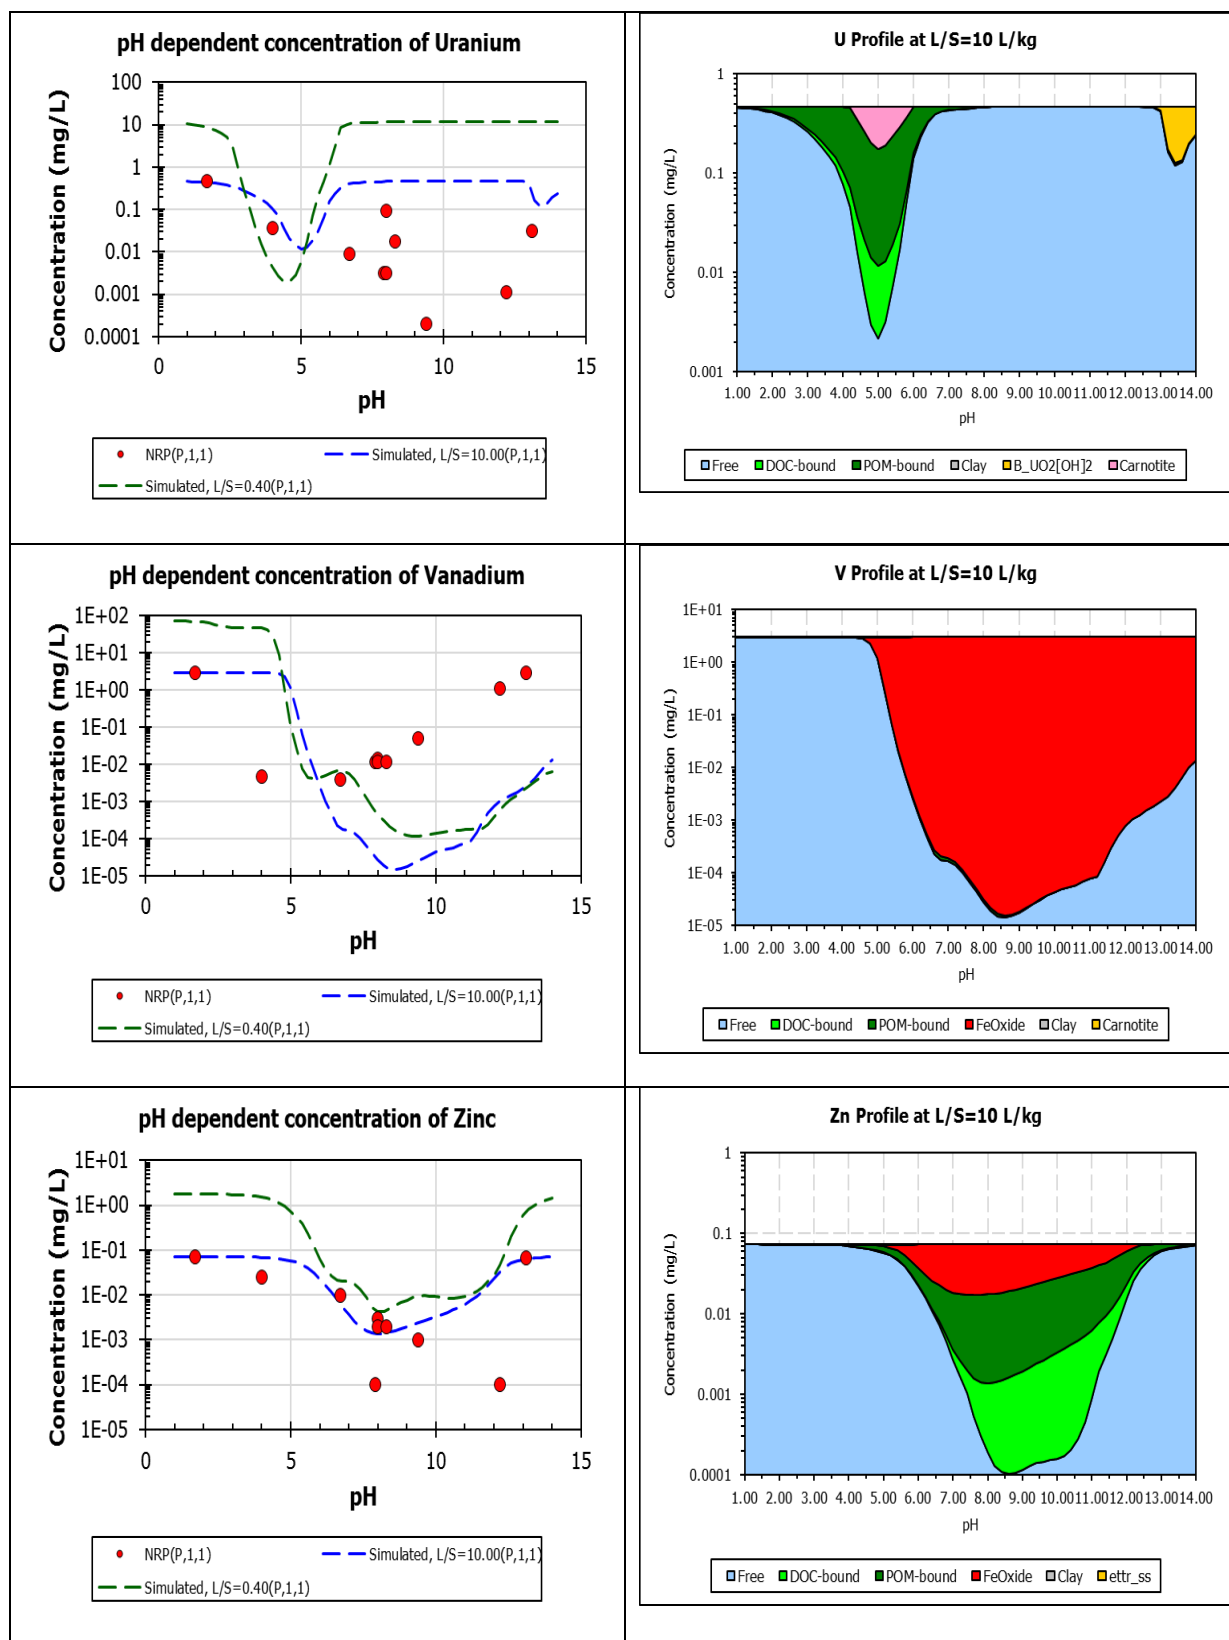 pH dependent concentration of Uranium
Concentration (mg/L)
100
10
1
0.1
0.01
0.001
0.0001
0 5 10 15
pH
NRP(P,1,1) Simulated, L/S=10.00(P,1,1)
Simulated, L/S=0.40(P,1,1)
U Profile at L/S=10 L/kg
Concentration (mg/L)
1
0.1
0.01
0.001
1.00 2.00 3.00 4.00 5.00 6.00 7.00 8.00 9.00 10.00 11.00 12.00 13.00 14.00
pH
Free DOC-bound POM-bound Clay B_UO2[OH]2 Carnotite
pH dependent concentration of Vanadium
Concentration (mg/L)
1E+02
1E+01
1E+00
1E-01
1E-02
1E-03
1E-04
1E-05
0 5 10 15
pH
NRP(P,1,1) Simulated, L/S=10.00(P,1,1)
Simulated, L/S=0.40(P,1,1)
V Profile at L/S=10 L/kg
Concentration (mg/L)
1E+01
1E+00
1E-01
1E-02
1E-03
1E-04
1E-05
1.00 2.00 3.00 4.00 5.00 6.00 7.00 8.00 9.00 10.00 11.00 12.00 13.00 14.00
pH
Free DOC-bound POM-bound FeOxide Clay Carnotite
pH dependent concentration of Zinc
Concentration (mg/L)
1E+01
1E+00
1E-01
1E-02
1E-03
1E-04
1E-05
0 5 10 15
pH
NRP(P,1,1) Simulated, L/S=10.00(P,1,1)
Simulated, L/S=0.40(P,1,1)
Zn Profile at L/S=10 L/kg
Concentration (mg/L)
1
0.1
0.01
0.001
0.0001
1.00 2.00 3.00 4.00 5.00 6.00 7.00 8.00 9.00 10.00 11.00 12.00 13.00 14.00
pH
Free DOC-bound POM-bound FeOxide Clay ettr_ss